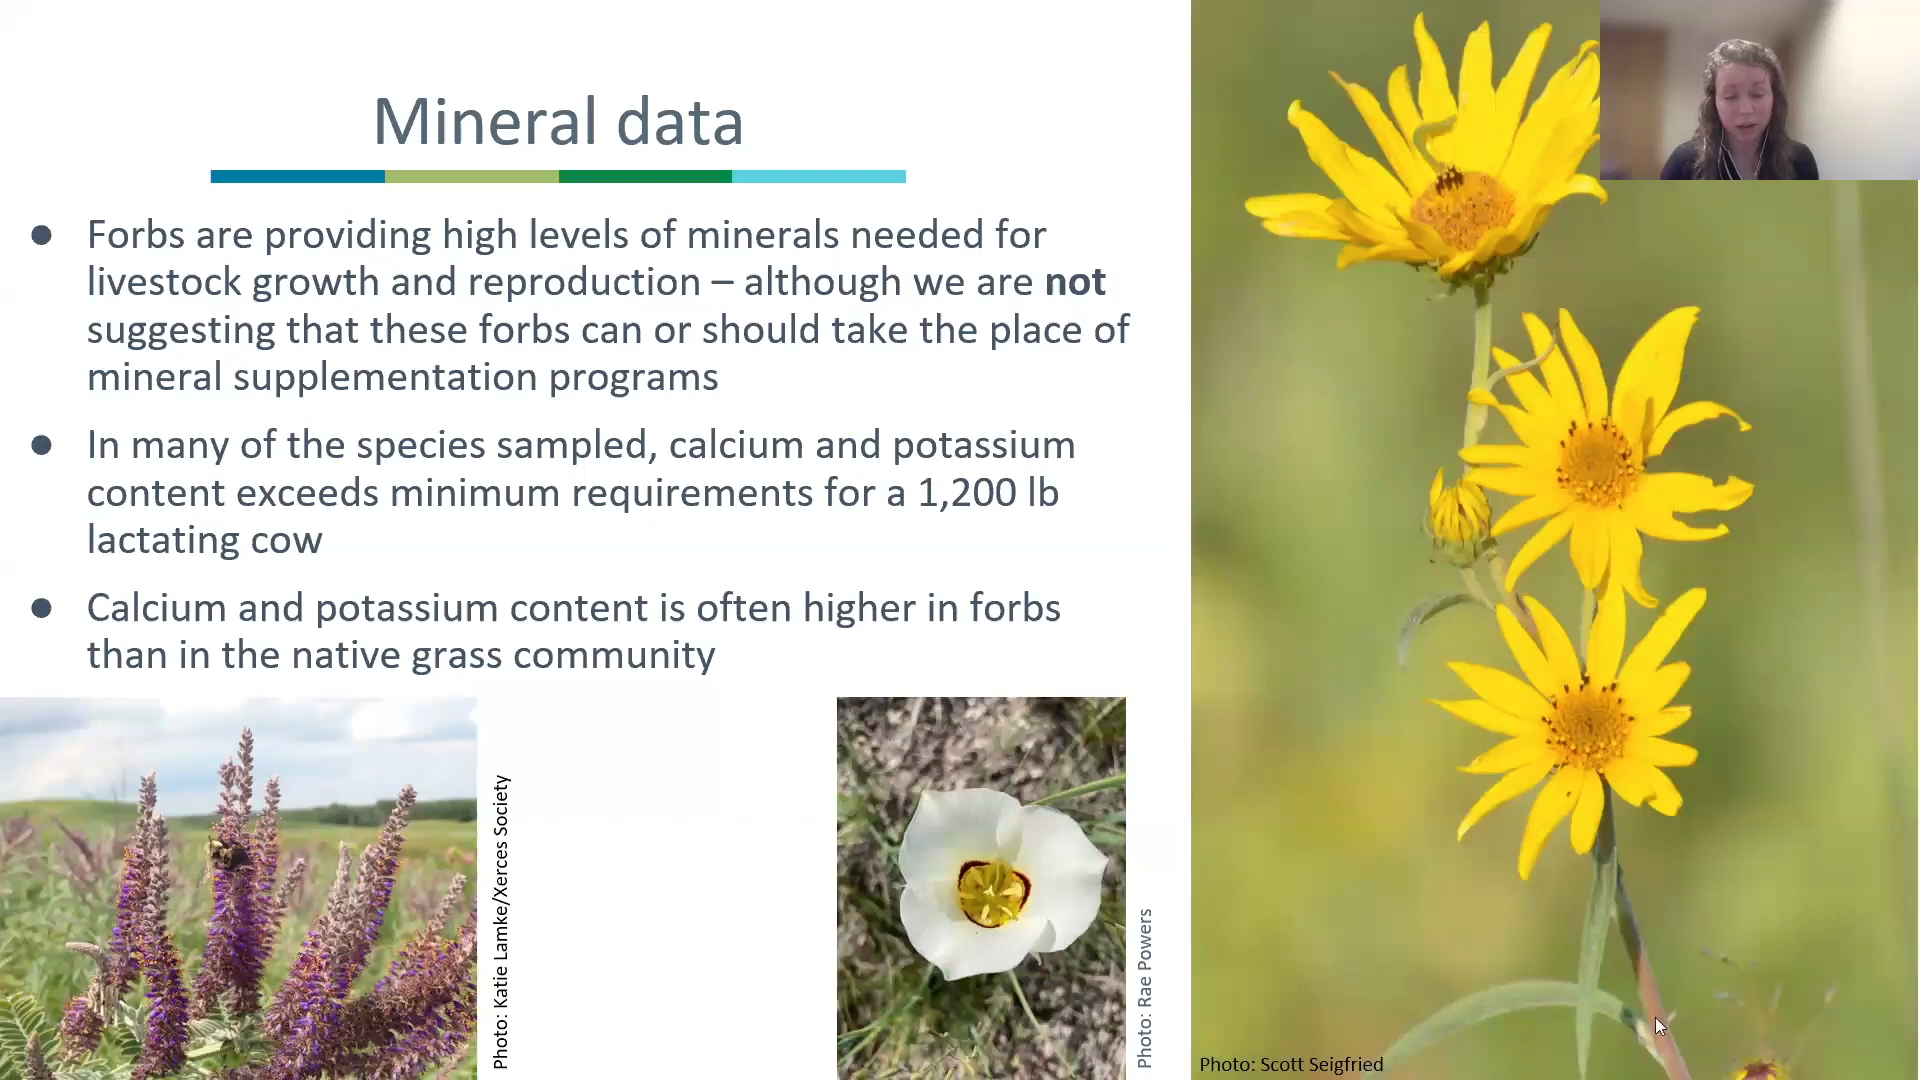 Mineral data
● Forbs are providing high levels of minerals needed for
livestock growth and reproduction – although we are not
suggesting that these forbs can or should take the place of
mineral supplementation programs
● In many of the species sampled, calcium and potassium
content exceeds minimum requirements for a 1,200 lb
lactating cow
● Calcium and potassium content is often higher in forbs
than in the native grass community
Photo: Katie Lamke/Xerces Society
Photo: Rae Powers
Photo: Scott Seigfried